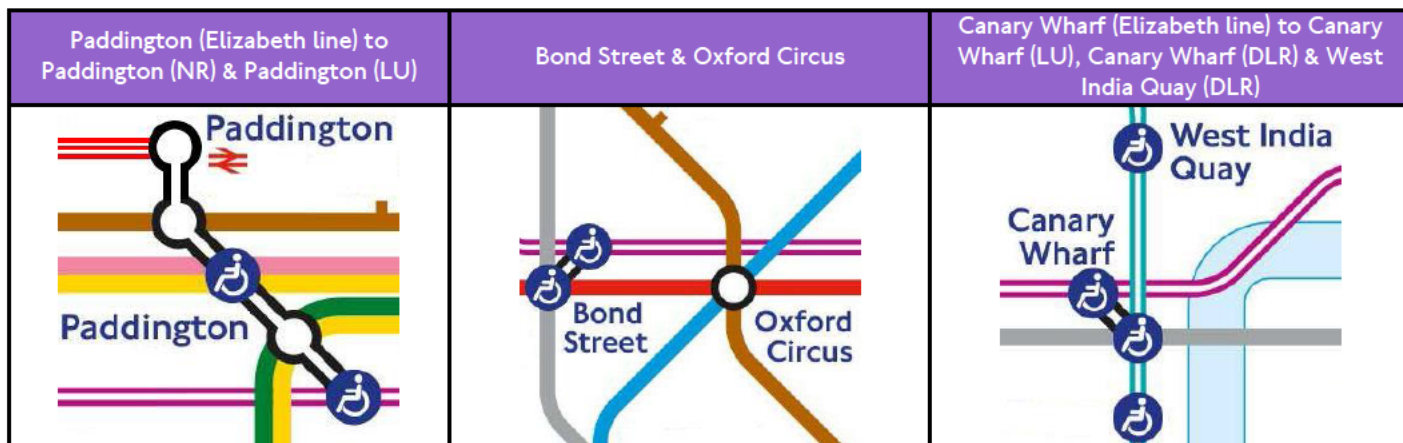 Paddington (Elizabeth line) to
Paddington (NR) & Paddington (LU)
Bond Street & Oxford Circus
Canary Wharf (Elizabeth line) to Canary
Wharf (LU), Canary Wharf (DLR) & West
India Quay (DLR)
Paddington
Paddington
Bond
Street
Oxford
Circus
West India
Quay
Canary
Wharf